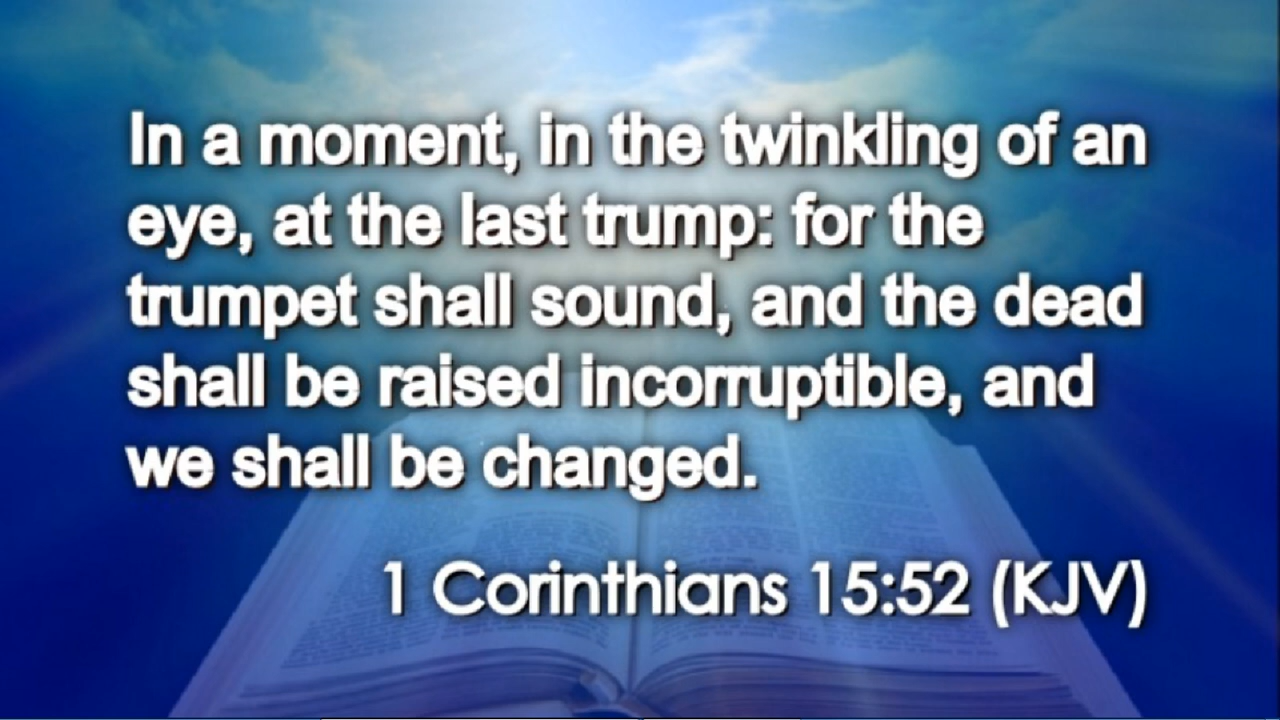 In a moment, in the twinkling of an
eye, at the last trump: for the
trumpet shall sound, and the dead
shall be raised incorruptible, and
we shall be changed.
1 Corinthians 15:52 (KJV)